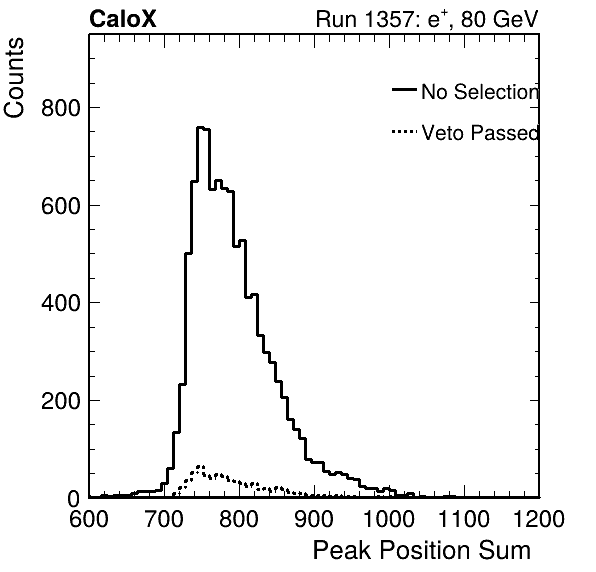 CaloX Run 1357: e⁺, 80 GeV
Counts
No Selection
Veto Passed
800
600
400
200
0
600 700 800 900 1000 1100 1200
Peak Position Sum